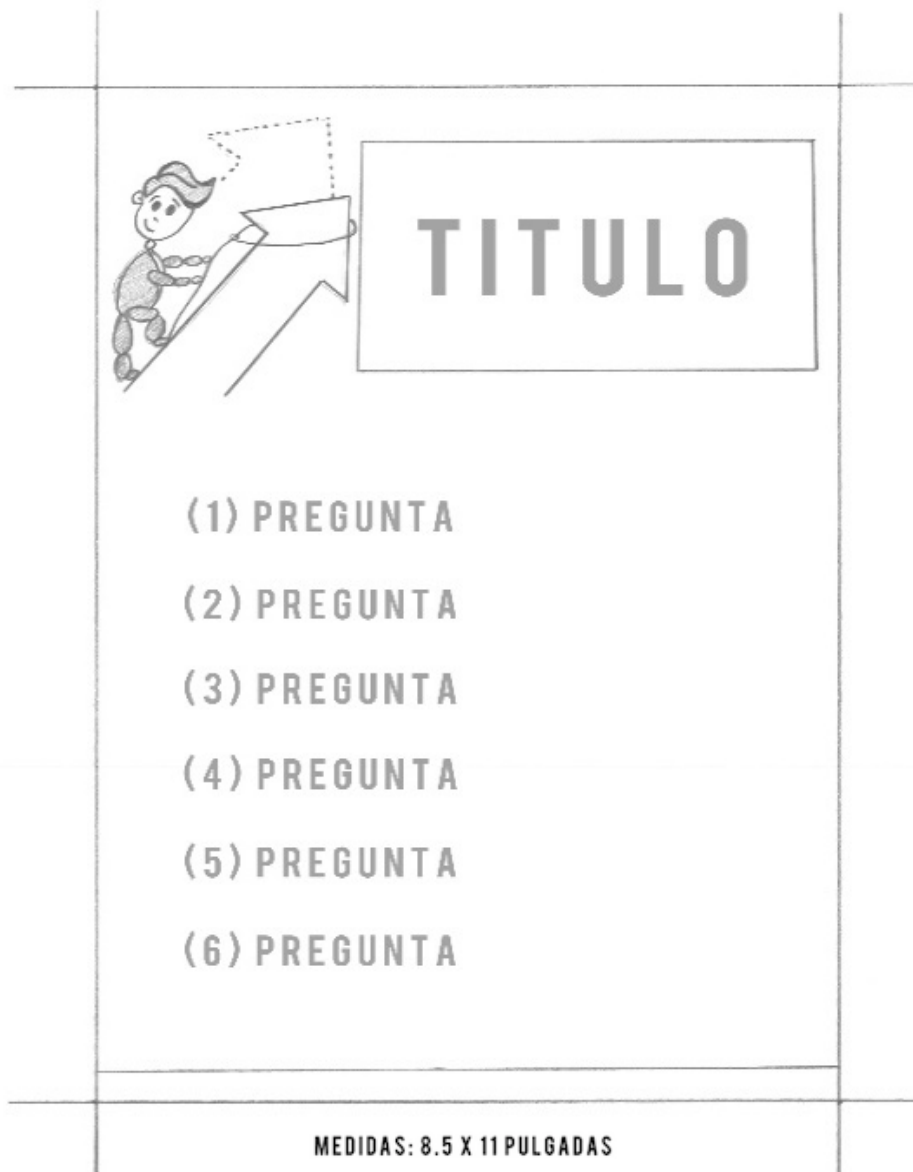 TITULO
(1) PREGUNTA
(2) PREGUNTA
(3) PREGUNTA
(4) PREGUNTA
(5) PREGUNTA
(6) PREGUNTA
MEDIDAS: 8.5 X 11 PULGADAS